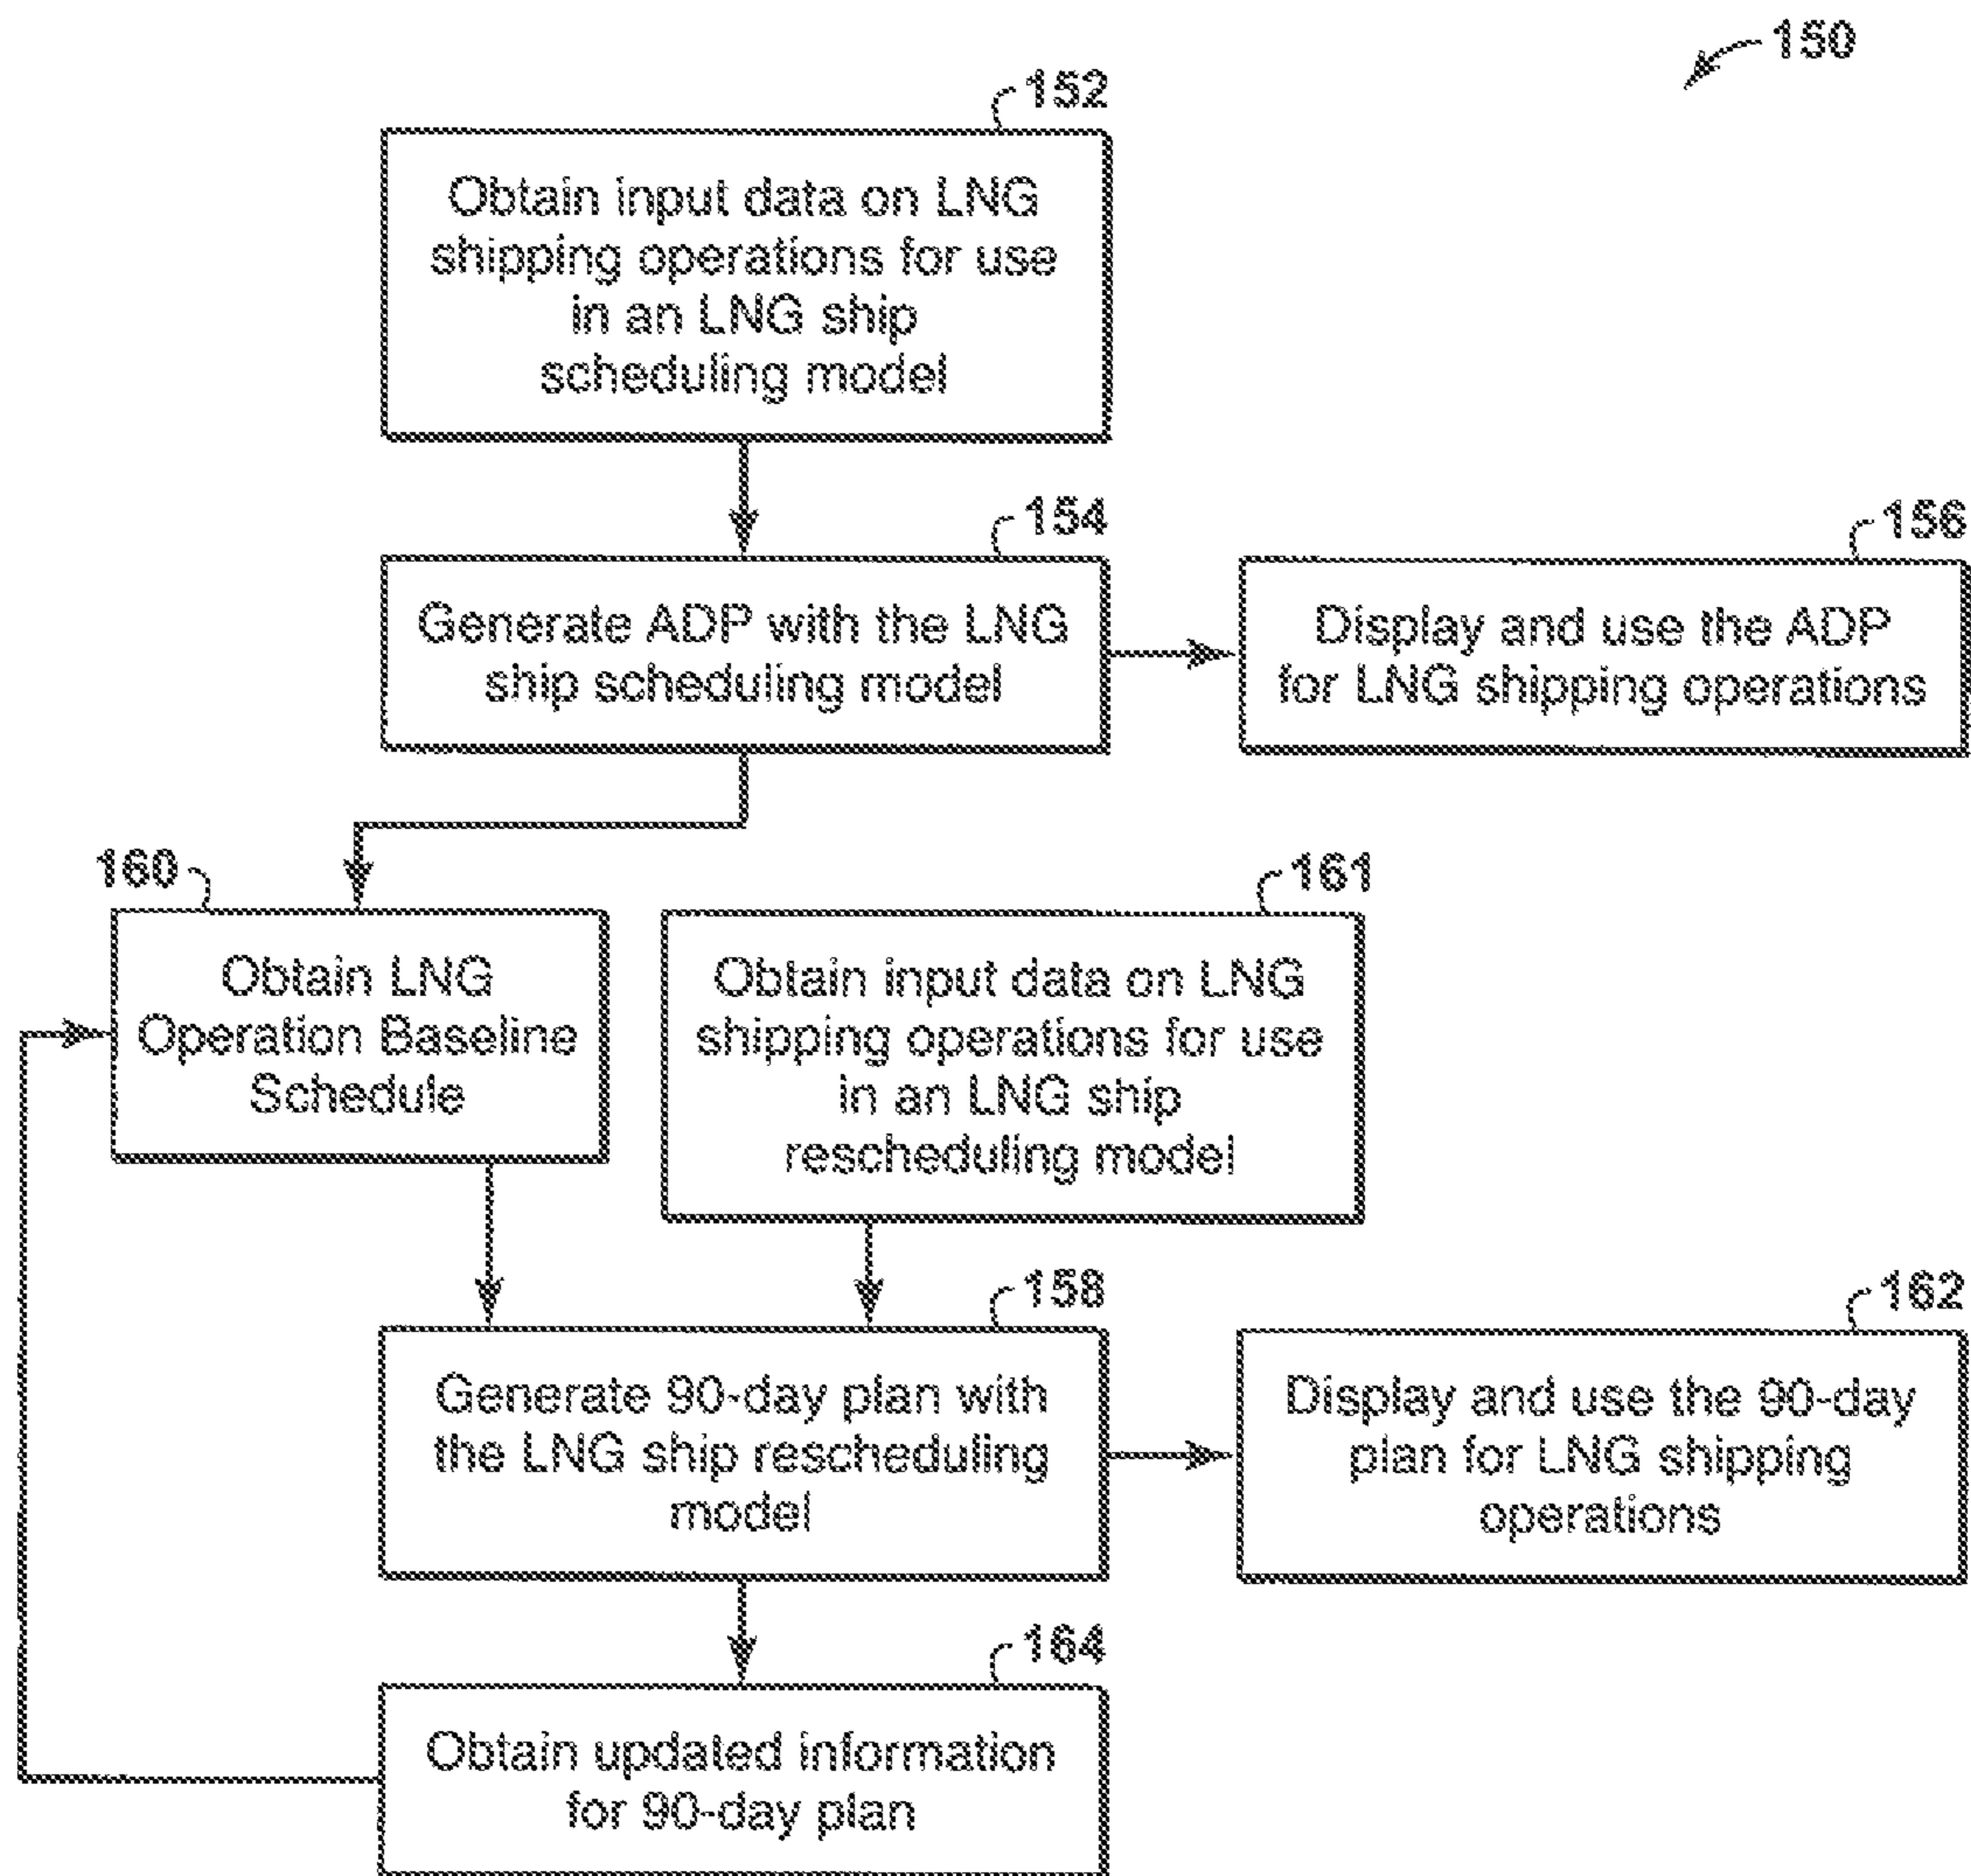 150
152
Obtain input data on LNG
shipping operations for use
in an LNG ship
scheduling model
154
Generate ADP with the LNG
ship scheduling model
156
Display and use the ADP
for LNG shipping operations
160
Obtain LNG
Operation Baseline
Schedule
161
Obtain input data on LNG
shipping operations for use
in an LNG ship
rescheduling model
158
Generate 90-day plan with
the LNG ship rescheduling
model
162
Display and use the 90-day
plan for LNG shipping
operations
164
Obtain updated information
for 90-day plan